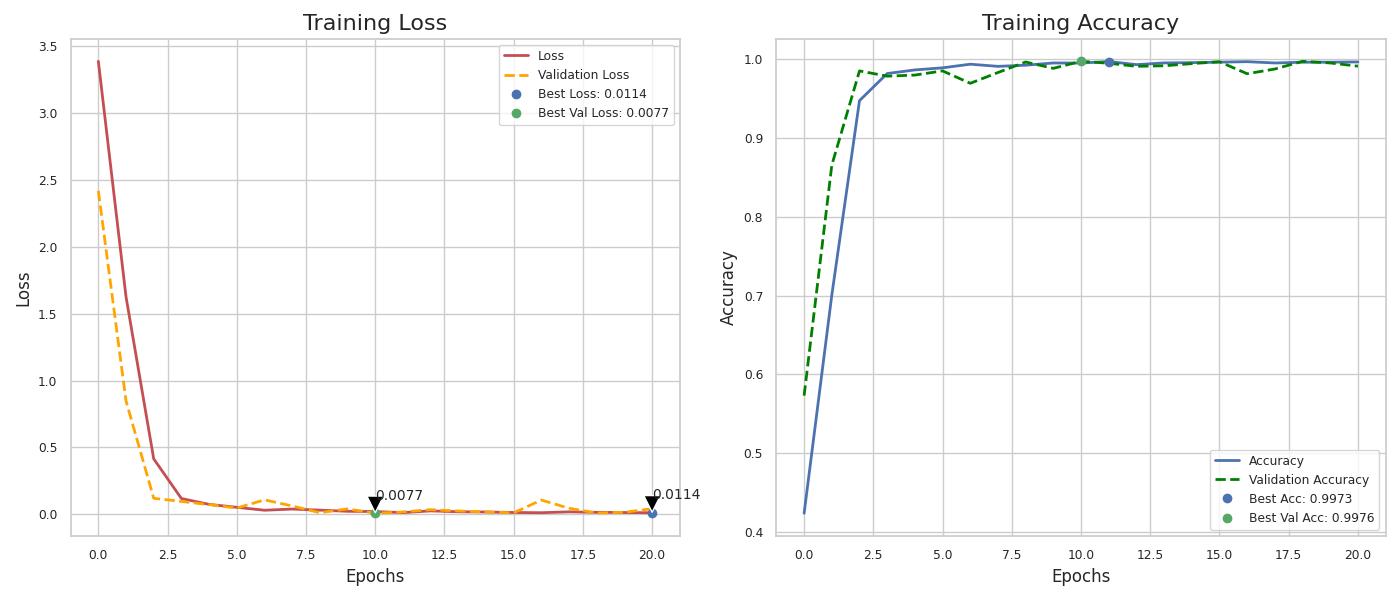 Training Loss
3.5
3.0
2.5
2.0
1.5
1.0
0.5
0.0
Loss
Loss
Validation Loss
Best Loss: 0.0114
Best Val Loss: 0.0077
0.0077
0.0114
0.0 2.5 5.0 7.5 10.0 12.5 15.0 17.5 20.0
Epochs
Training Accuracy
1.0
0.9
0.8
0.7
0.6
0.5
0.4
Accuracy
Accuracy
Validation Accuracy
Best Acc: 0.9973
Best Val Acc: 0.9976
0.0 2.5 5.0 7.5 10.0 12.5 15.0 17.5 20.0
Epochs